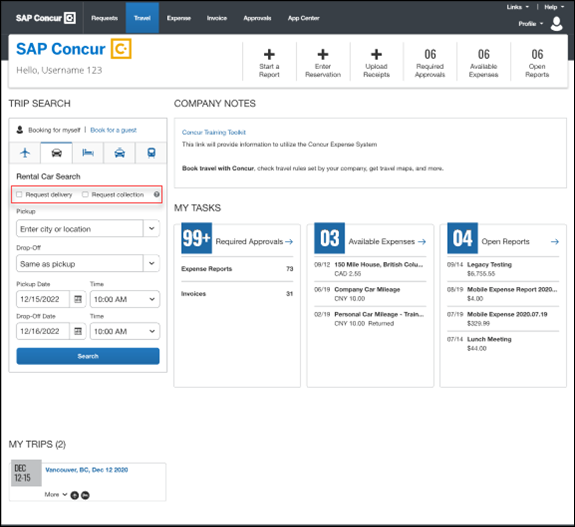 Links Help
SAP Concur C Requests Travel Expense Invoice Approvals App Center
Profile
SAP Concur C
Hello, Username 123
+ + + 06 06 06
Start a Report
Enter Reservation
Upload Receipts
Required Approvals
Available Expenses
Open Reports
TRIP SEARCH
Booking for myself | Book for a guest
Rental Car Search
Request delivery Request collection ?
Pickup
Enter city or location
Drop-Off
Same as pickup
Pickup Date Time
12/15/2022 10:00 AM
Drop-Off Date Time
12/16/2022 10:00 AM
Search
COMPANY NOTES
Concur Training Toolkit
This link will provide information to utilize the Concur Expense System
Book travel with Concur, check travel rules set by your company, get travel maps, and more.
MY TASKS
99+ Required Approvals →
Expense Reports 73
Invoices 31
03 Available Expenses →
09/12 150 Mile House, British Colu...
CAD 2.55
06/19 Company Car Mileage
CNY 10.00
02/19 Personal Car Mileage - Train...
CNY 10.00 Returned
04 Open Reports →
09/14 Legacy Testing
$6,755.55
08/19 Mobile Expense Report 2020...
$4.00
07/19 Mobile Expense 2020.07.19
$329.99
07/14 Lunch Meeting
$44.00
MY TRIPS (2)
DEC
12-15
Vancouver, BC, Dec 12 2020
More